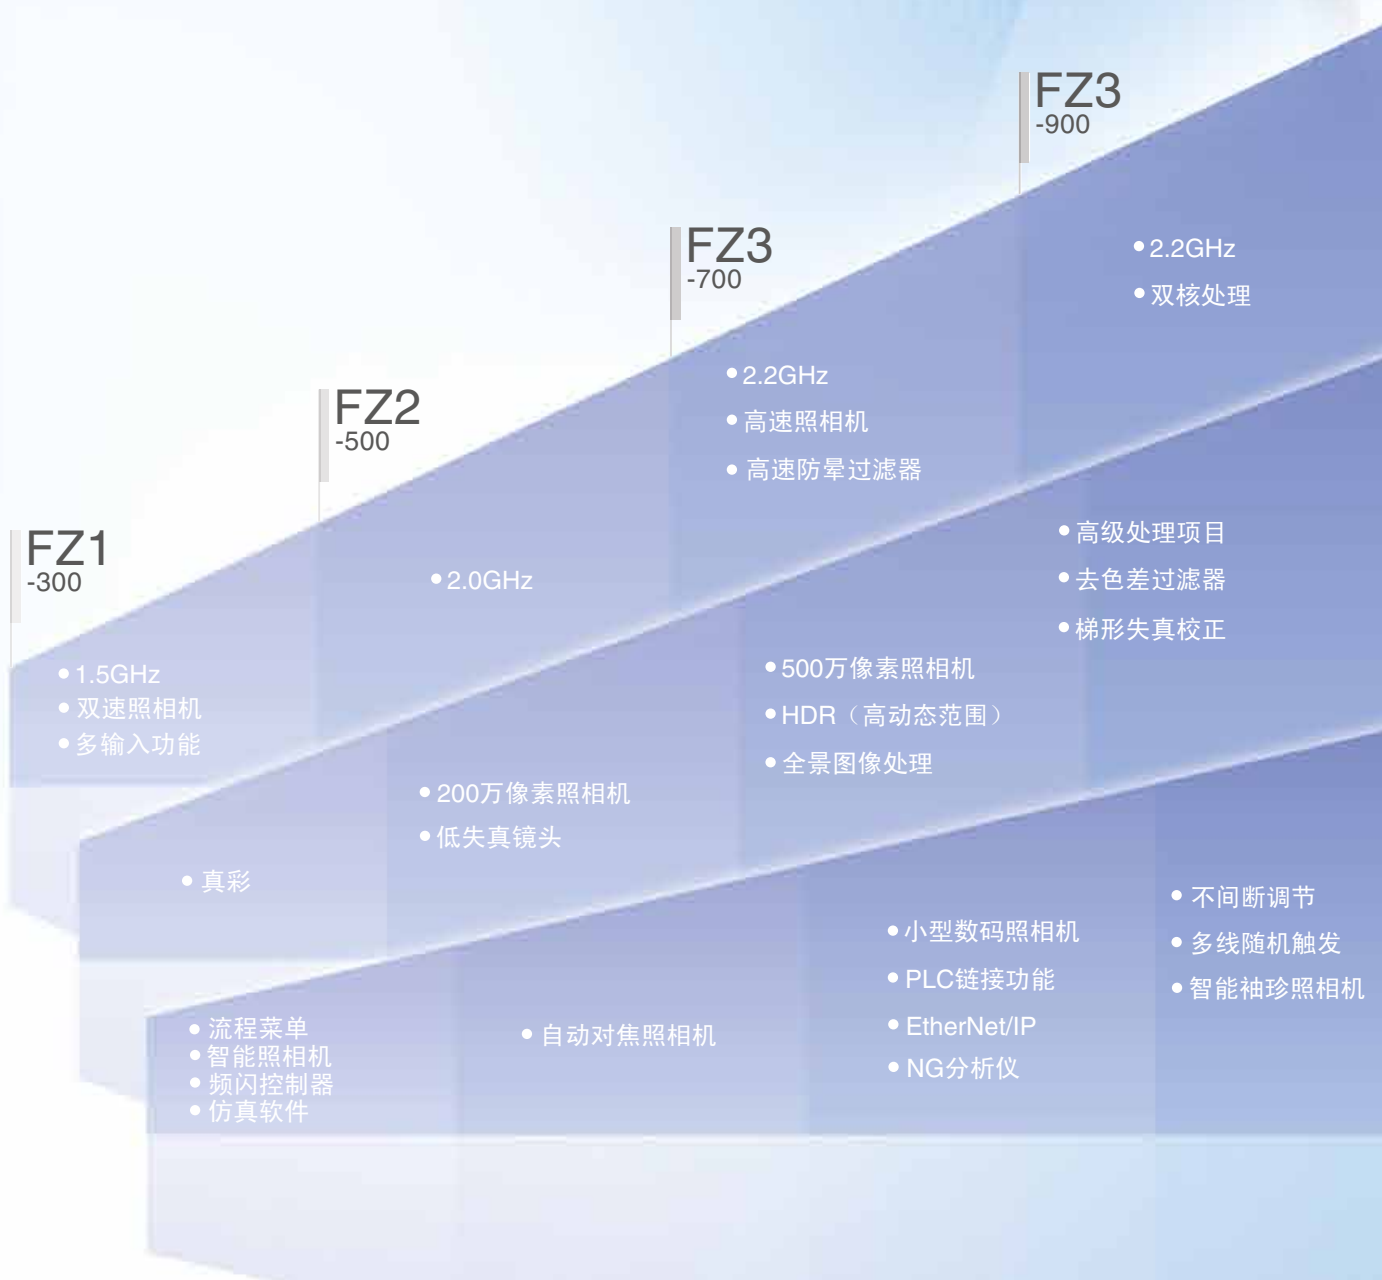 FZ3
-900
FZ3
-700
FZ2
-500
FZ1
-300
2.2GHz
双核处理
2.2GHz
高速照相机
高速防晕过滤器
2.0GHz
1.5GHz
双速照相机
多输入功能
高级处理项目
去色差过滤器
梯形失真校正
500万像素照相机
HDR（高动态范围）
全景图像处理
200万像素照相机
低失真镜头
真彩
不间断调节
多线随机触发
智能袖珍照相机
小型数码照相机
PLC链接功能
EtherNet/IP
NG分析仪
自动对焦照相机
流程菜单
智能照相机
频闪控制器
仿真软件